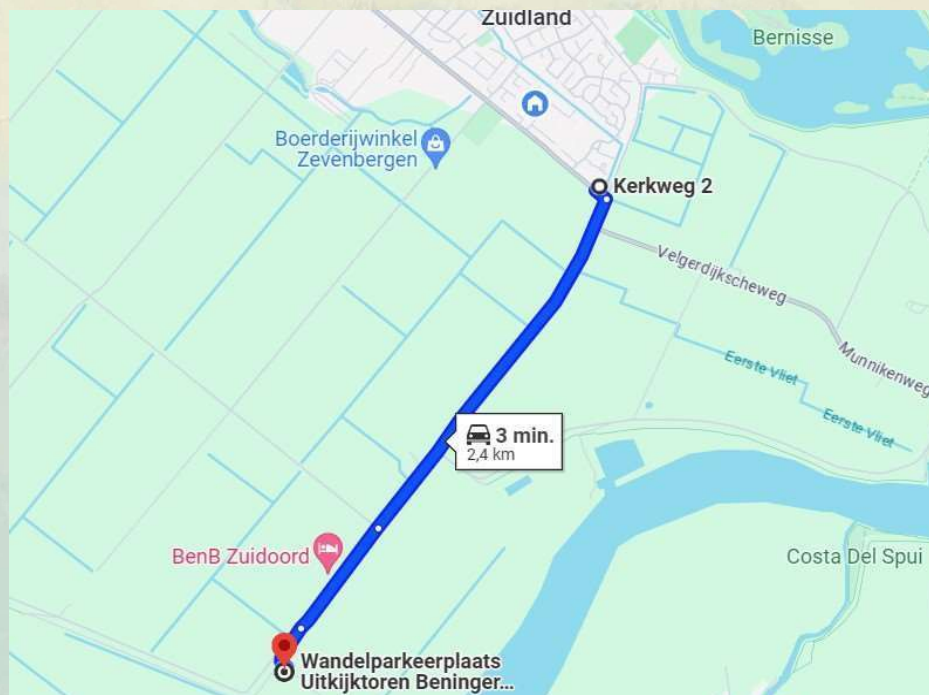 Zuidland
Bernisse
Boerderijwinkel
Zevenbergen
Kerkweg 2
Velgerdijkscheweg
Munnikenweg
Eerste Vliet
Eerste Vliet
3 min.
2,4 km
BenB Zuidoord
Costa Del Spui
Wandelparkeerplaats
Uitkijktoren Beninger...